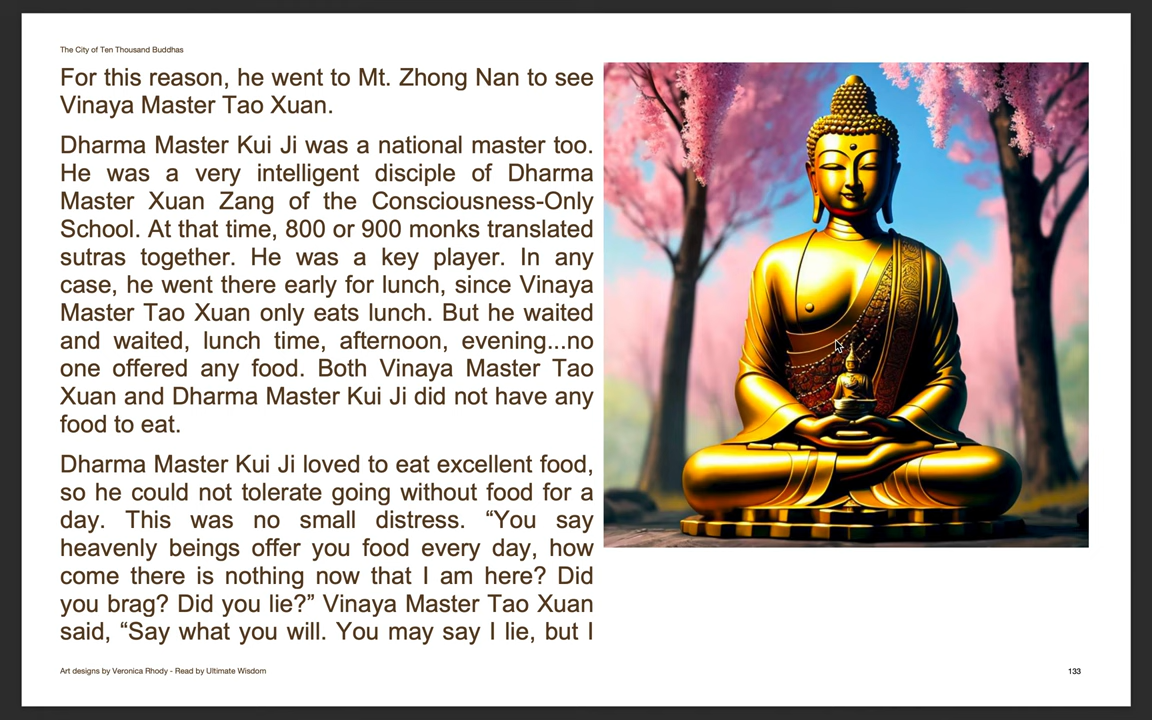 The City of Ten Thousand Buddhas
For this reason, he went to Mt. Zhong Nan to see
Vinaya Master Tao Xuan.
Dharma Master Kui Ji was a national master too.
He was a very intelligent disciple of Dharma
Master Xuan Zang of the Consciousness-Only
School. At that time, 800 or 900 monks translated
sutras together. He was a key player. In any
case, he went there early for lunch, since Vinaya
Master Tao Xuan only eats lunch. But he waited
and waited, lunch time, afternoon, evening...no
one offered any food. Both Vinaya Master Tao
Xuan and Dharma Master Kui Ji did not have any
food to eat.
Dharma Master Kui Ji loved to eat excellent food,
so he could not tolerate going without food for a
day. This was no small distress. “You say
heavenly beings offer you food every day, how
come there is nothing now that I am here? Did
you brag? Did you lie?” Vinaya Master Tao Xuan
said, “Say what you will. You may say I lie, but I
Art designs by Veronica Rhody - Read by Ultimate Wisdom
133